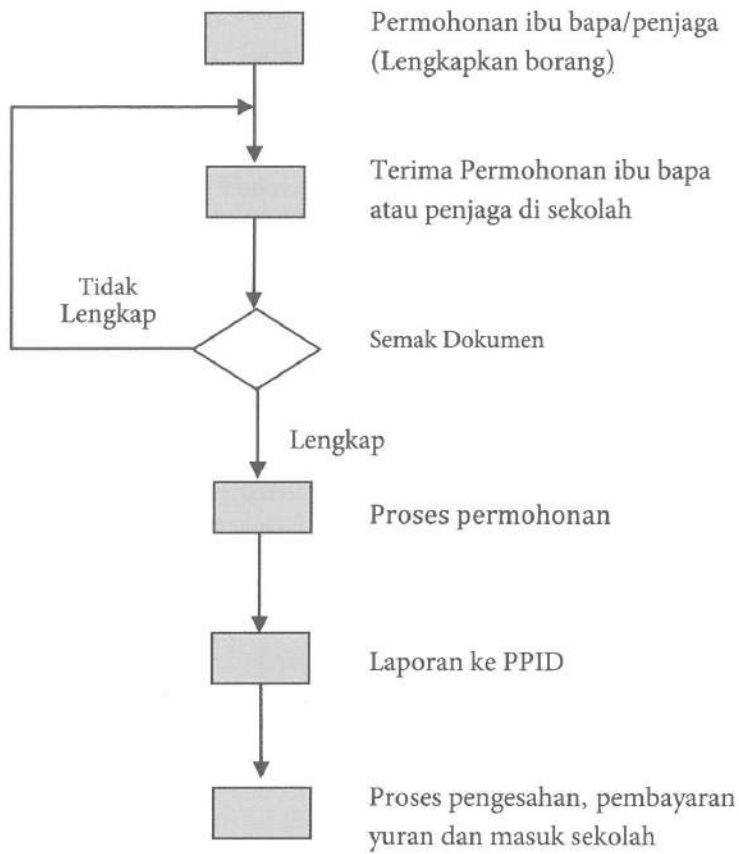 Permohonan ibu bapa/penjaga
(Lengkapkan borang)
Terima Permohonan ibu bapa
atau penjaga di sekolah
Tidak
Lengkap
Semak Dokumen
Lengkap
Proses permohonan
Laporan ke PPID
Proses pengesahan, pembayaran
yuran dan masuk sekolah